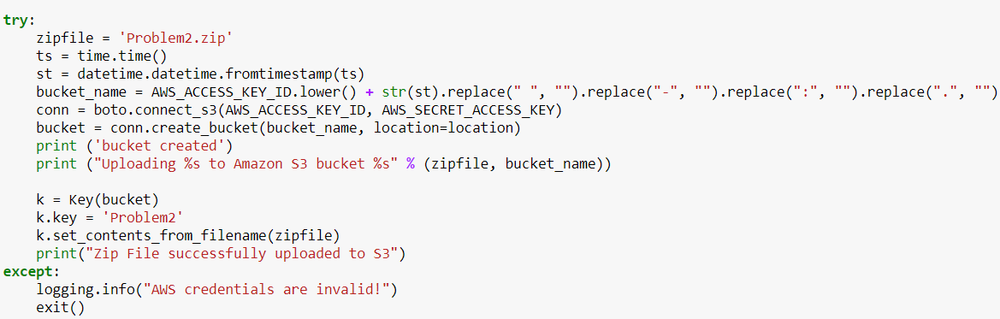 try:
    zipfile = 'Problem2.zip'
    ts = time.time()
    st = datetime.datetime.fromtimestamp(ts)
    bucket_name = AWS_ACCESS_KEY_ID.lower() + str(st).replace(" ", "").replace("-", "").replace(":", "").replace(".", "")
    conn = boto.connect_s3(AWS_ACCESS_KEY_ID, AWS_SECRET_ACCESS_KEY)
    bucket = conn.create_bucket(bucket_name, location=location)
    print ('bucket created')
    print ("Uploading %s to Amazon S3 bucket %s" % (zipfile, bucket_name))

    k = Key(bucket)
    k.key = 'Problem2'
    k.set_contents_from_filename(zipfile)
    print("Zip File successfully uploaded to S3")
except:
    logging.info("AWS credentials are invalid!")
    exit()